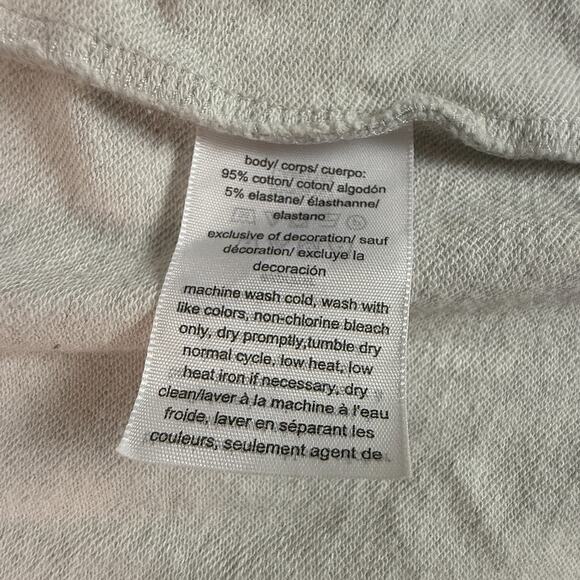 body/ corps/ cuerpo:
95% cotton/ coton/ algodón
5% elastane/ élasthanne/
elastano
exclusive of decoration/ sauf
décoration/ excluye la
decoración
machine wash cold, wash with
like colors, non-chlorine bleach
only, dry promptly,tumble dry
normal cycle, low heat, low
heat iron if necessary, dry
clean/laver à la machine à l'eau
froide, laver en séparant les
couleurs, seulement agent de